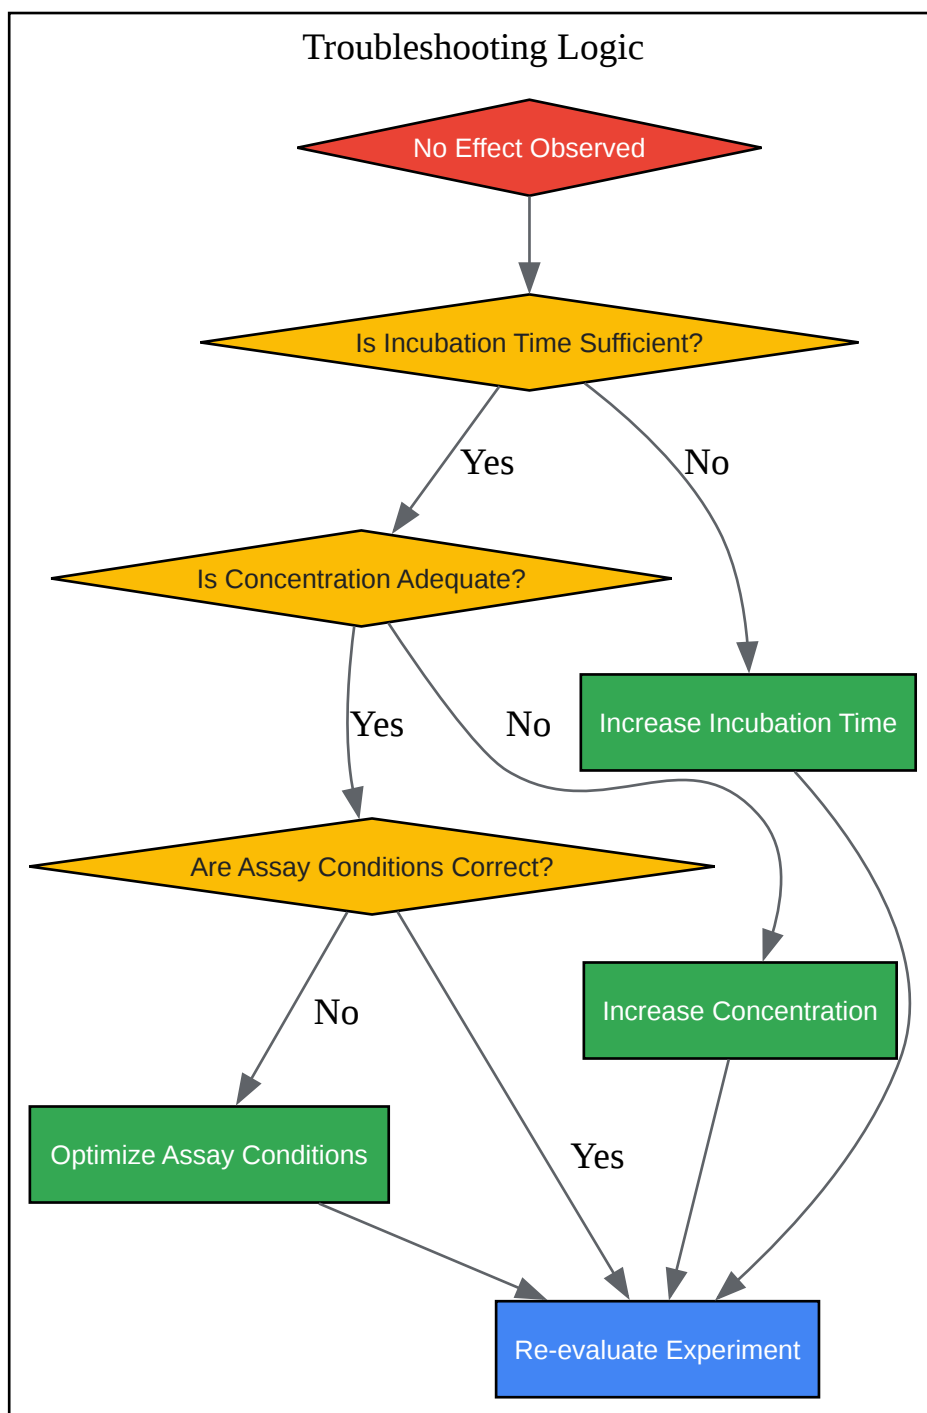 Troubleshooting Logic
No Effect Observed
Is Incubation Time Sufficient?
Yes
No
Is Concentration Adequate?
Yes
No
Increase Incubation Time
Are Assay Conditions Correct?
No
Increase Concentration
Optimize Assay Conditions
Yes
Re-evaluate Experiment